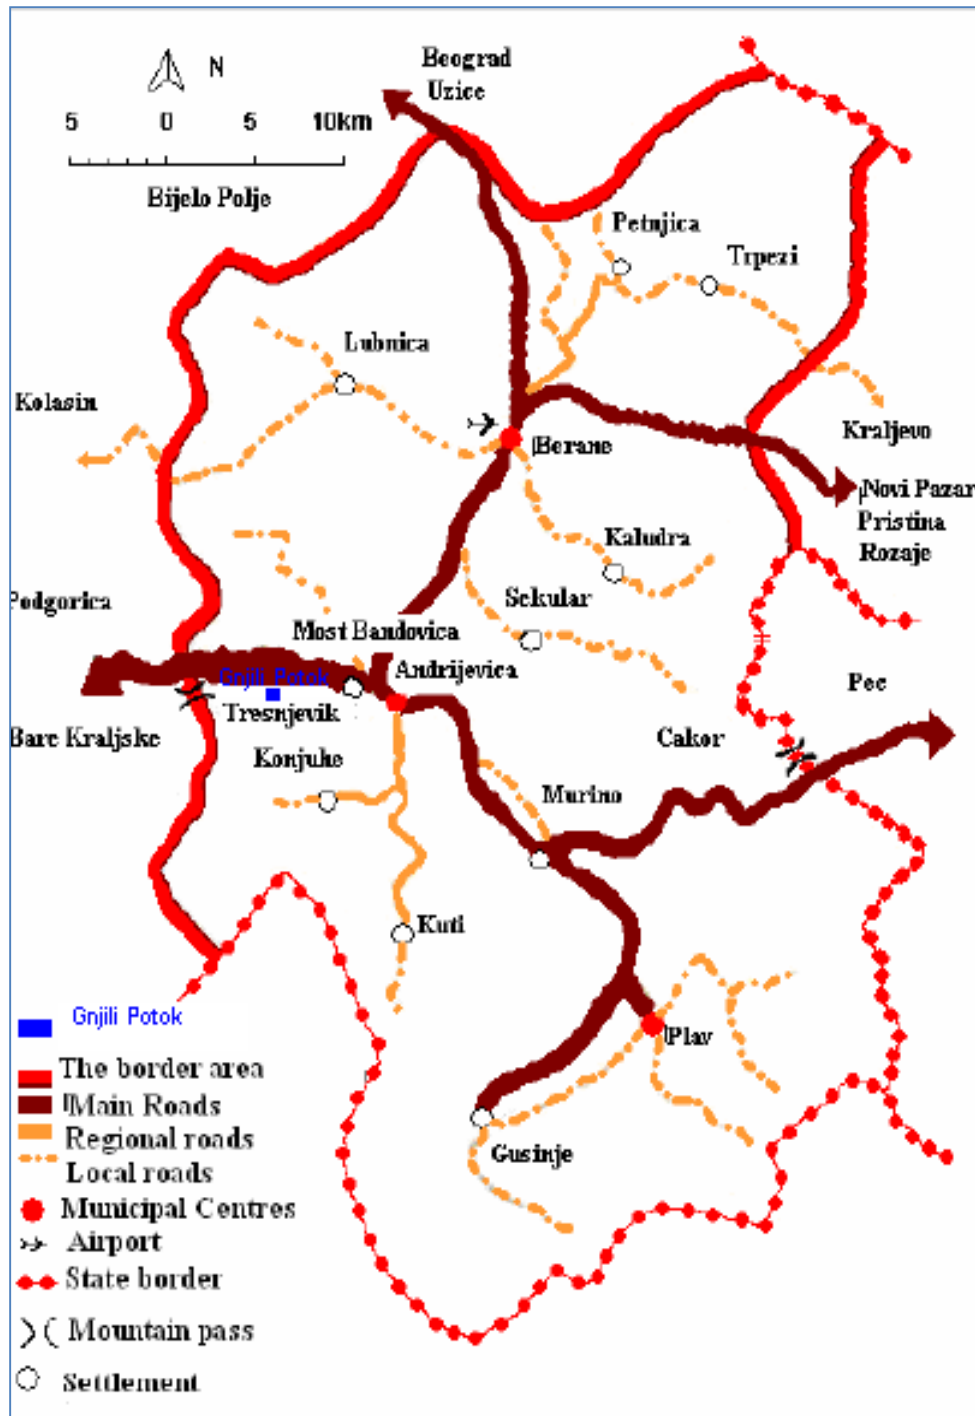 Beograd
Uzice
N
5 0 5 10km
Bijelo Polje
Petnjica
Trpezi
Lubnica
Kolasin
Kraljevo
Berane
Novi Pazar
Pristina
Rozaje
Kaludra
Sekular
Podgorica
Most Bandovica
Andrijevica
Gnjili Potok
Pec
Tresnjevik
Bare Kraljske
Cakor
Konjuhe
Murino
Kuti
Gnjili Potok
Plav
The border area
Main Roads
Regional roads
Gusinje
Local roads
Municipal Centres
Airport
State border
Mountain pass
Settlement